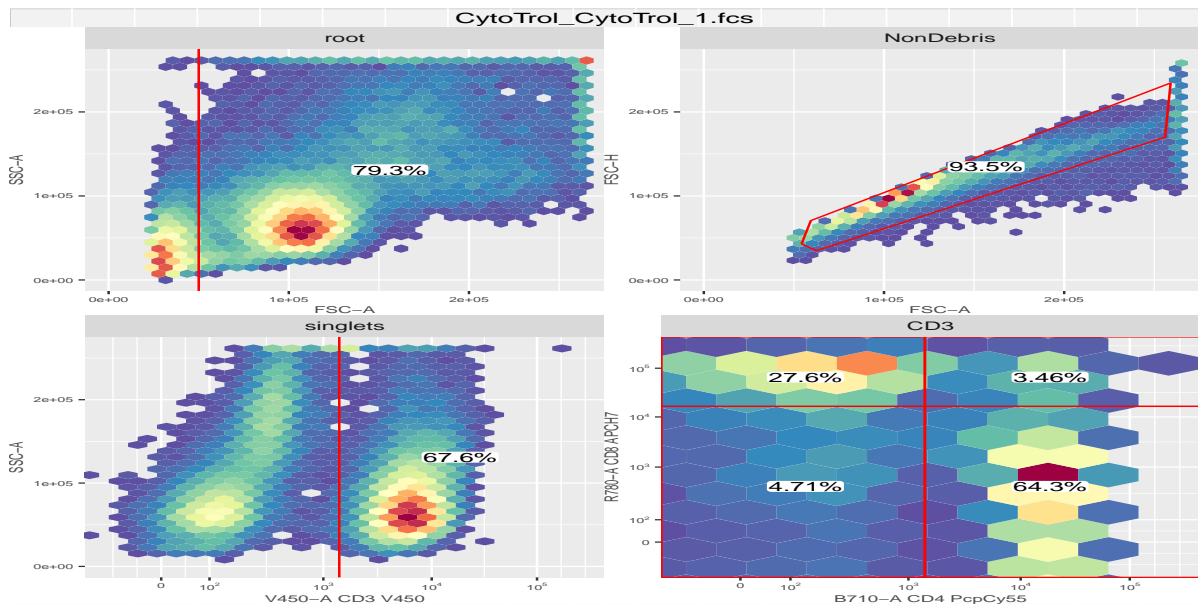 CytoTrol_CytoTrol_1.fcs
root
NonDebris
SSC-A
2e+05
1e+05
0e+00
79.3%
0e+00
1e+05
2e+05
FSC-A
FSC-H
2e+05
1e+05
0e+00
93.5%
0e+00
1e+05
2e+05
FSC-A
singlets
CD3
SSC-A
2e+05
1e+05
0e+00
67.6%
0
10²
10³
10⁴
10⁵
V450-A CD3 V450
R780-A CD8 APCH7
10⁵
10⁴
10³
10²
0
27.6%
3.46%
4.71%
64.3%
0
10²
10³
10⁴
10⁵
B710-A CD4 PcpCy55